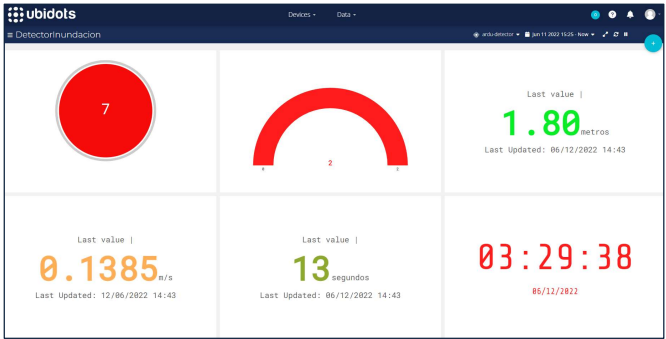 ubidots
Devices
Data
DetectorInundacion
ardu-detector
Jun 11 2022 15:25 - Now
7
2
Last value |
1.80 metros
Last Updated: 06/12/2022 14:43
Last value |
0.1385 m/s
Last Updated: 12/06/2022 14:43
Last value |
13 segundos
Last Updated: 06/12/2022 14:43
03:29:38
06/12/2022